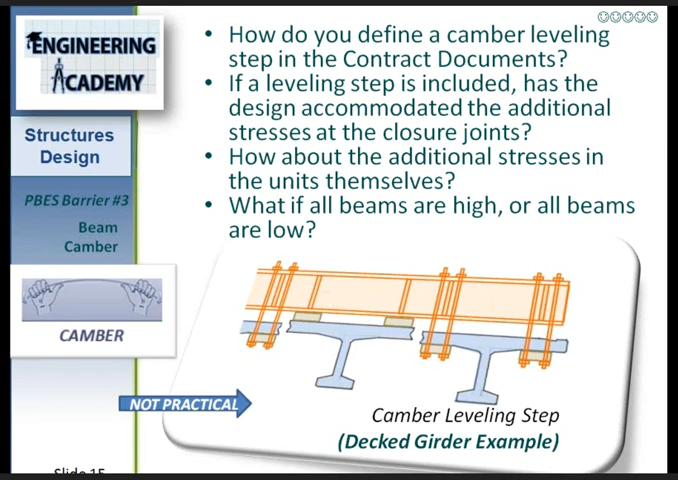 ENGINEERING
ACADEMY
Structures
Design
PBES Barrier #3
Beam
Camber
CAMBER
• How do you define a camber leveling
step in the Contract Documents?
• If a leveling step is included, has the
design accommodated the additional
stresses at the closure joints?
• How about the additional stresses in
the units themselves?
• What if all beams are high, or all beams
are low?
NOT PRACTICAL
Camber Leveling Step
(Decked Girder Example)
Slide 15